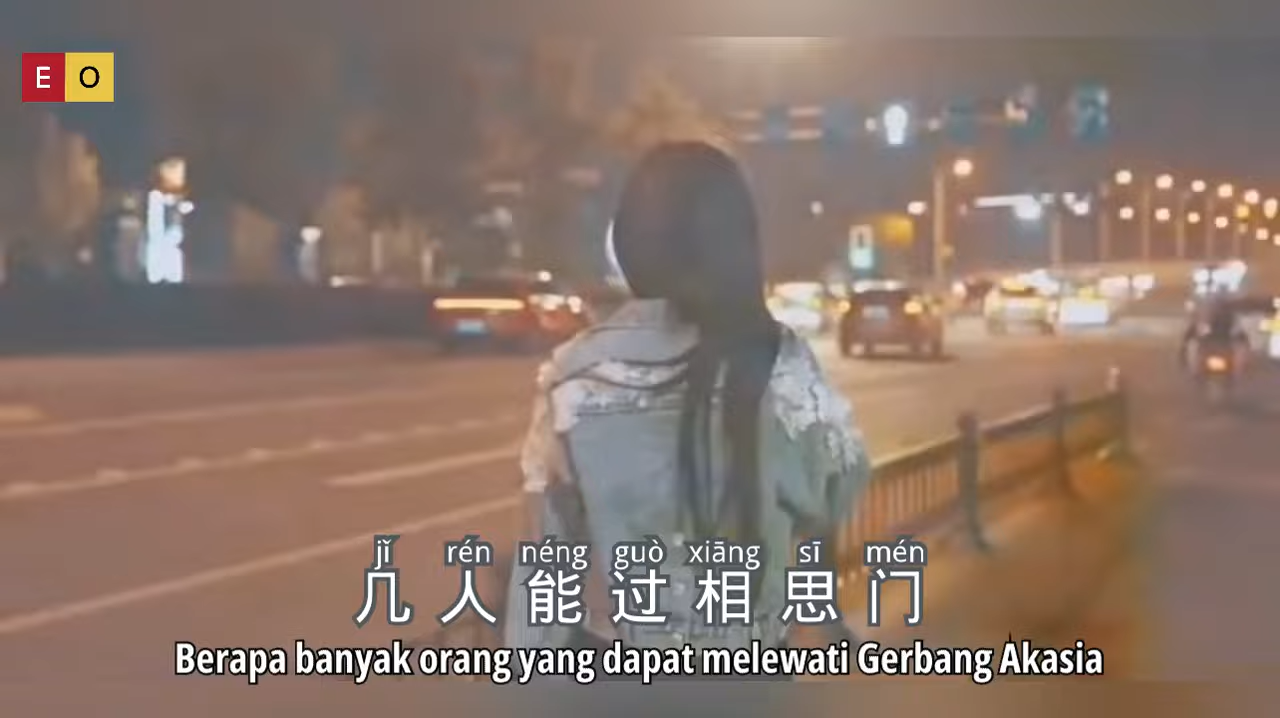 E O
jǐ rén néng guò xiāng sī mén
几人能过相思门
Berapa banyak orang yang dapat melewati Gerbang Akasia